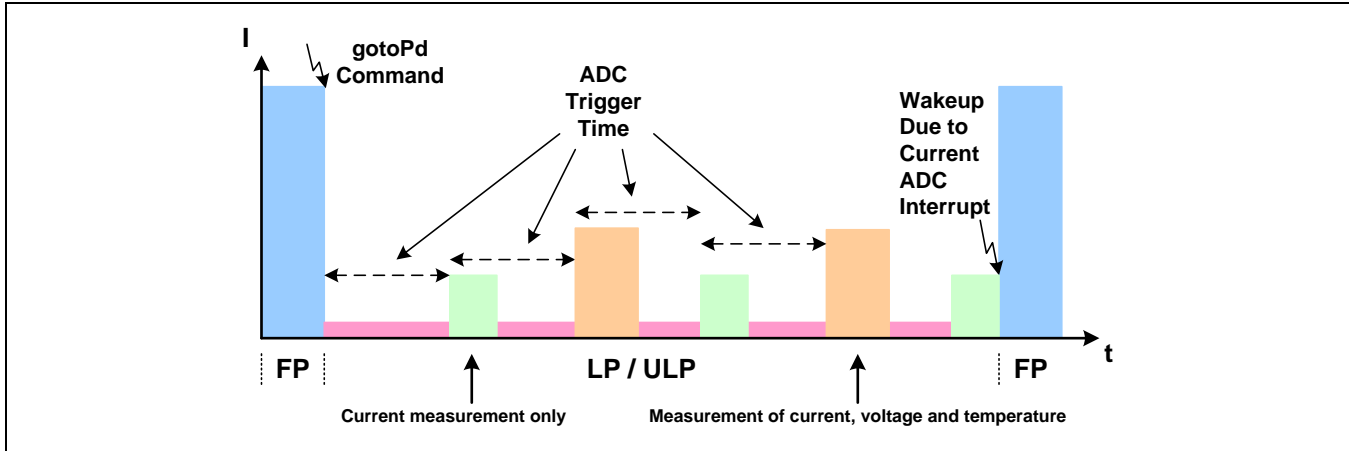 I
gotoPd
Command
ADC
Trigger
Time
Wakeup
Due to
Current
ADC
Interrupt
t
FP
LP / ULP
FP
Current measurement only
Measurement of current, voltage and temperature